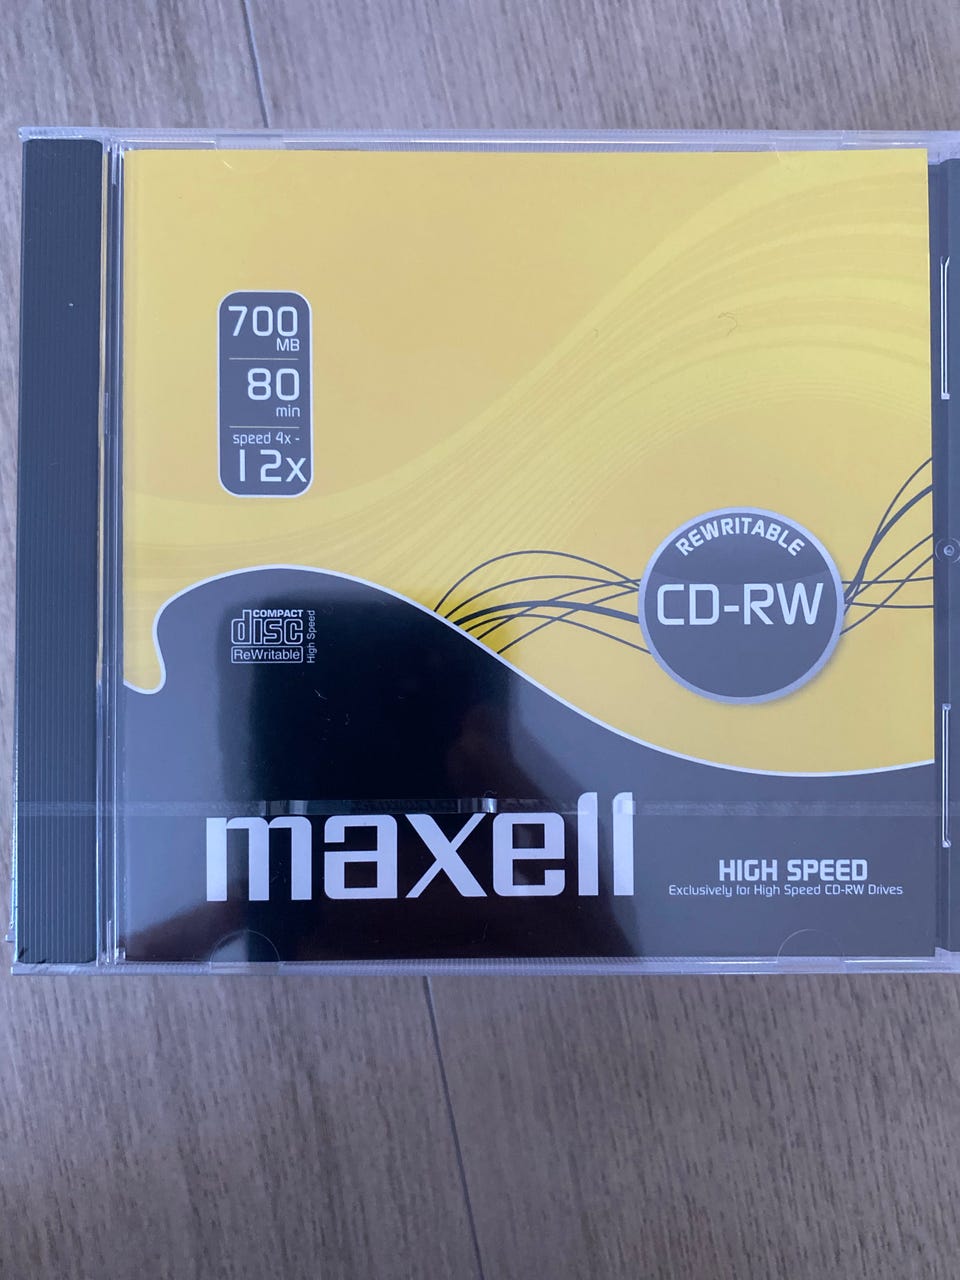 700
MB
80
min
speed 4x -
12x
REWRITABLE
CD-RW
COMPACT
disc
ReWritable
High Speed
maxell
HIGH SPEED
Exclusively for High Speed CD-RW Drives